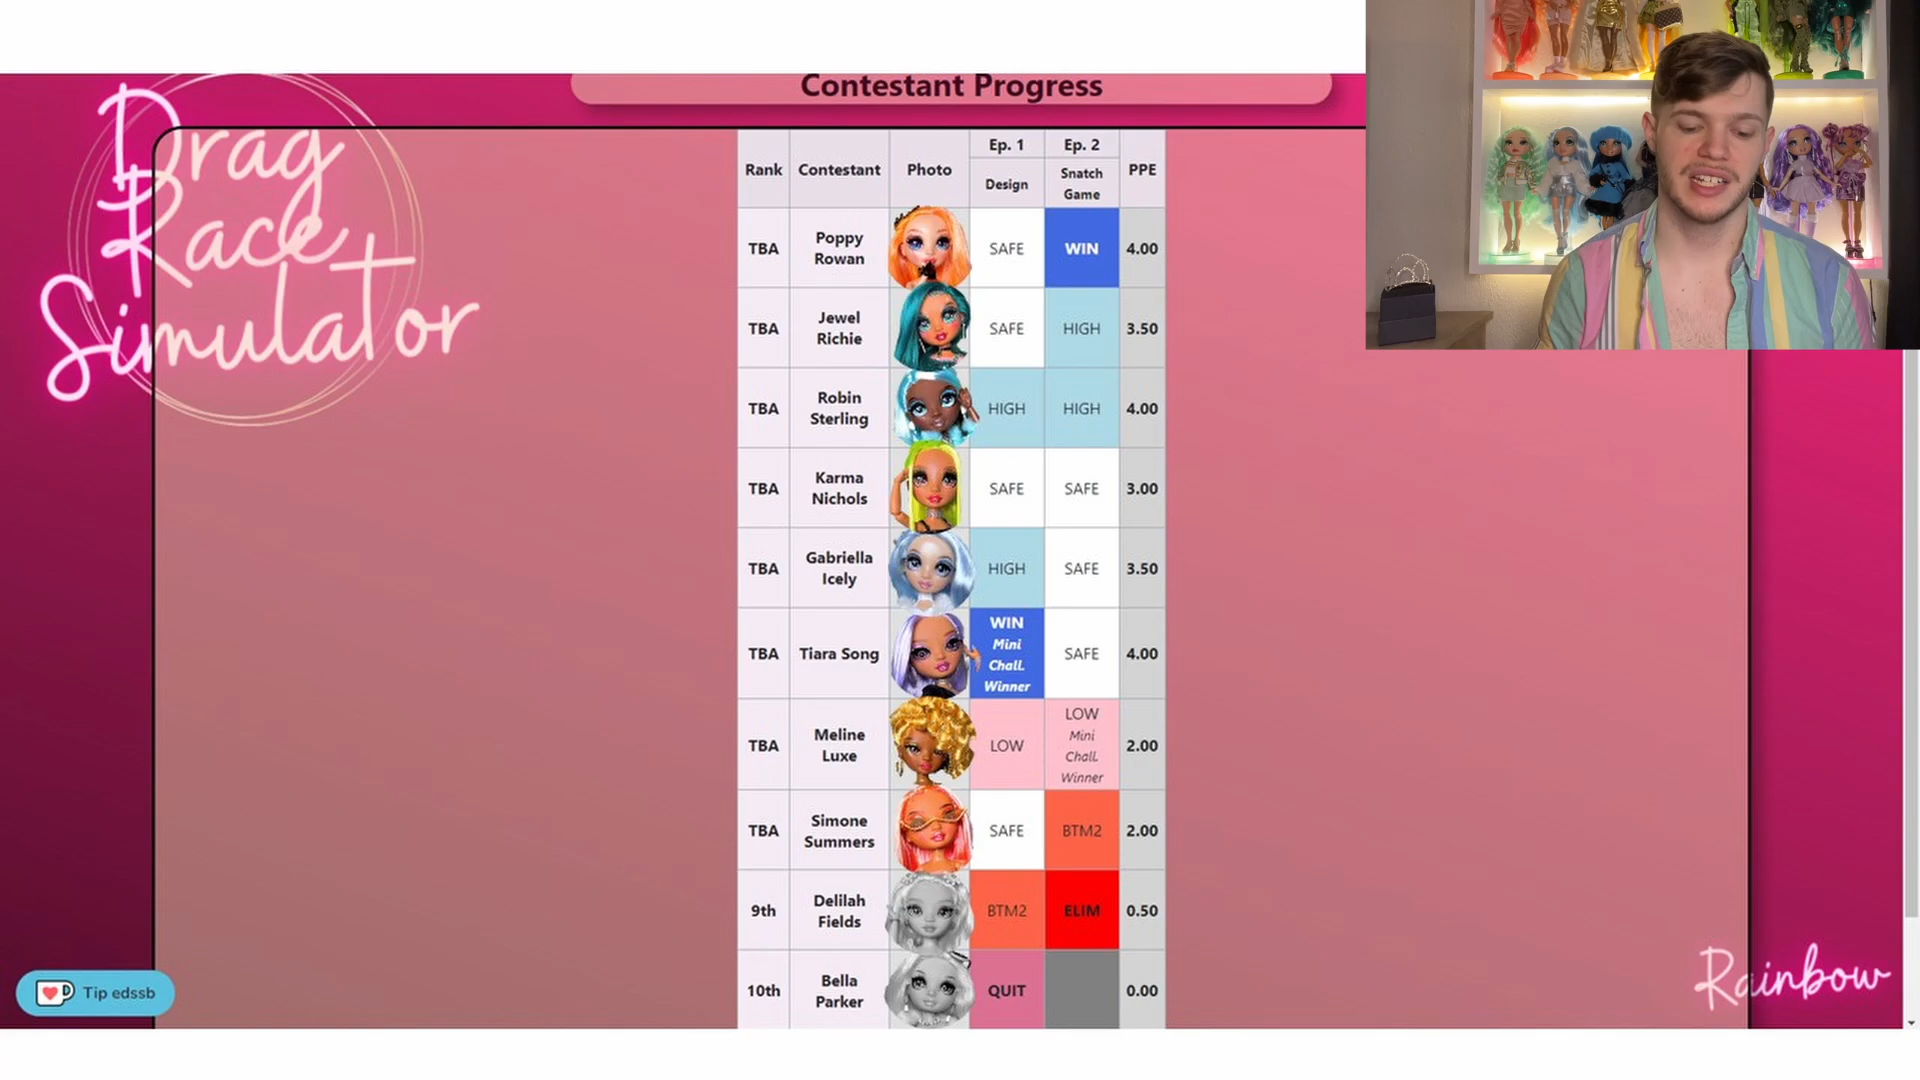 Contestant Progress
Drag
Race
Simulator
Rank
Contestant
Photo
Ep. 1
Design
Ep. 2
Snatch
Game
PPE
TBA
Poppy
Rowan
SAFE
WIN
4.00
TBA
Jewel
Richie
SAFE
HIGH
3.50
TBA
Robin
Sterling
HIGH
HIGH
4.00
TBA
Karma
Nichols
SAFE
SAFE
3.00
TBA
Gabriella
Icely
HIGH
SAFE
3.50
TBA
Tiara Song
WIN
Mini
Chall.
Winner
SAFE
4.00
TBA
Meline
Luxe
LOW
LOW
Mini
Chall.
Winner
2.00
TBA
Simone
Summers
SAFE
BTM2
2.00
9th
Delilah
Fields
BTM2
ELIM
0.50
10th
Bella
Parker
QUIT
0.00
Tip edssb
Rainbow